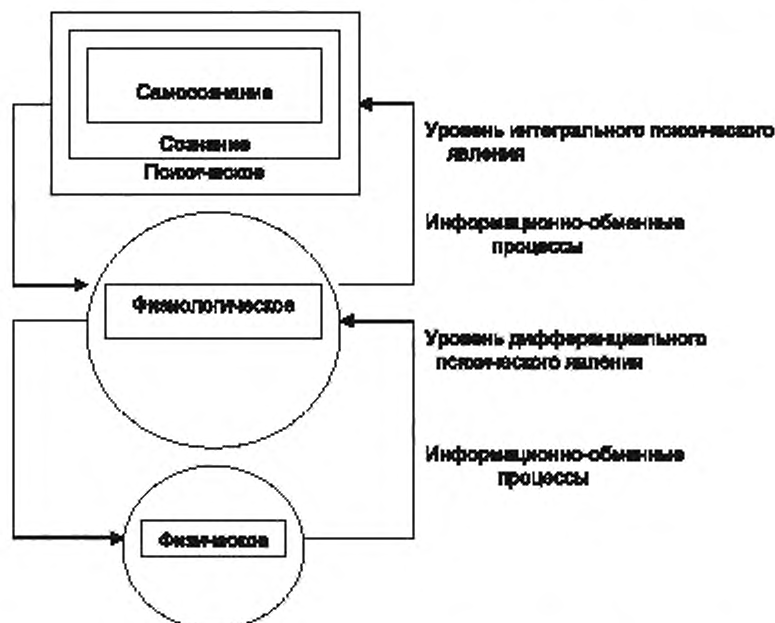 Самосознание
Сознание
Психическое
Уровень интегрального психического
явления
Информационно-обменные
процессы
Физиологическое
Уровень дифференциального
психического явления
Информационно-обменные
процессы
Физическое